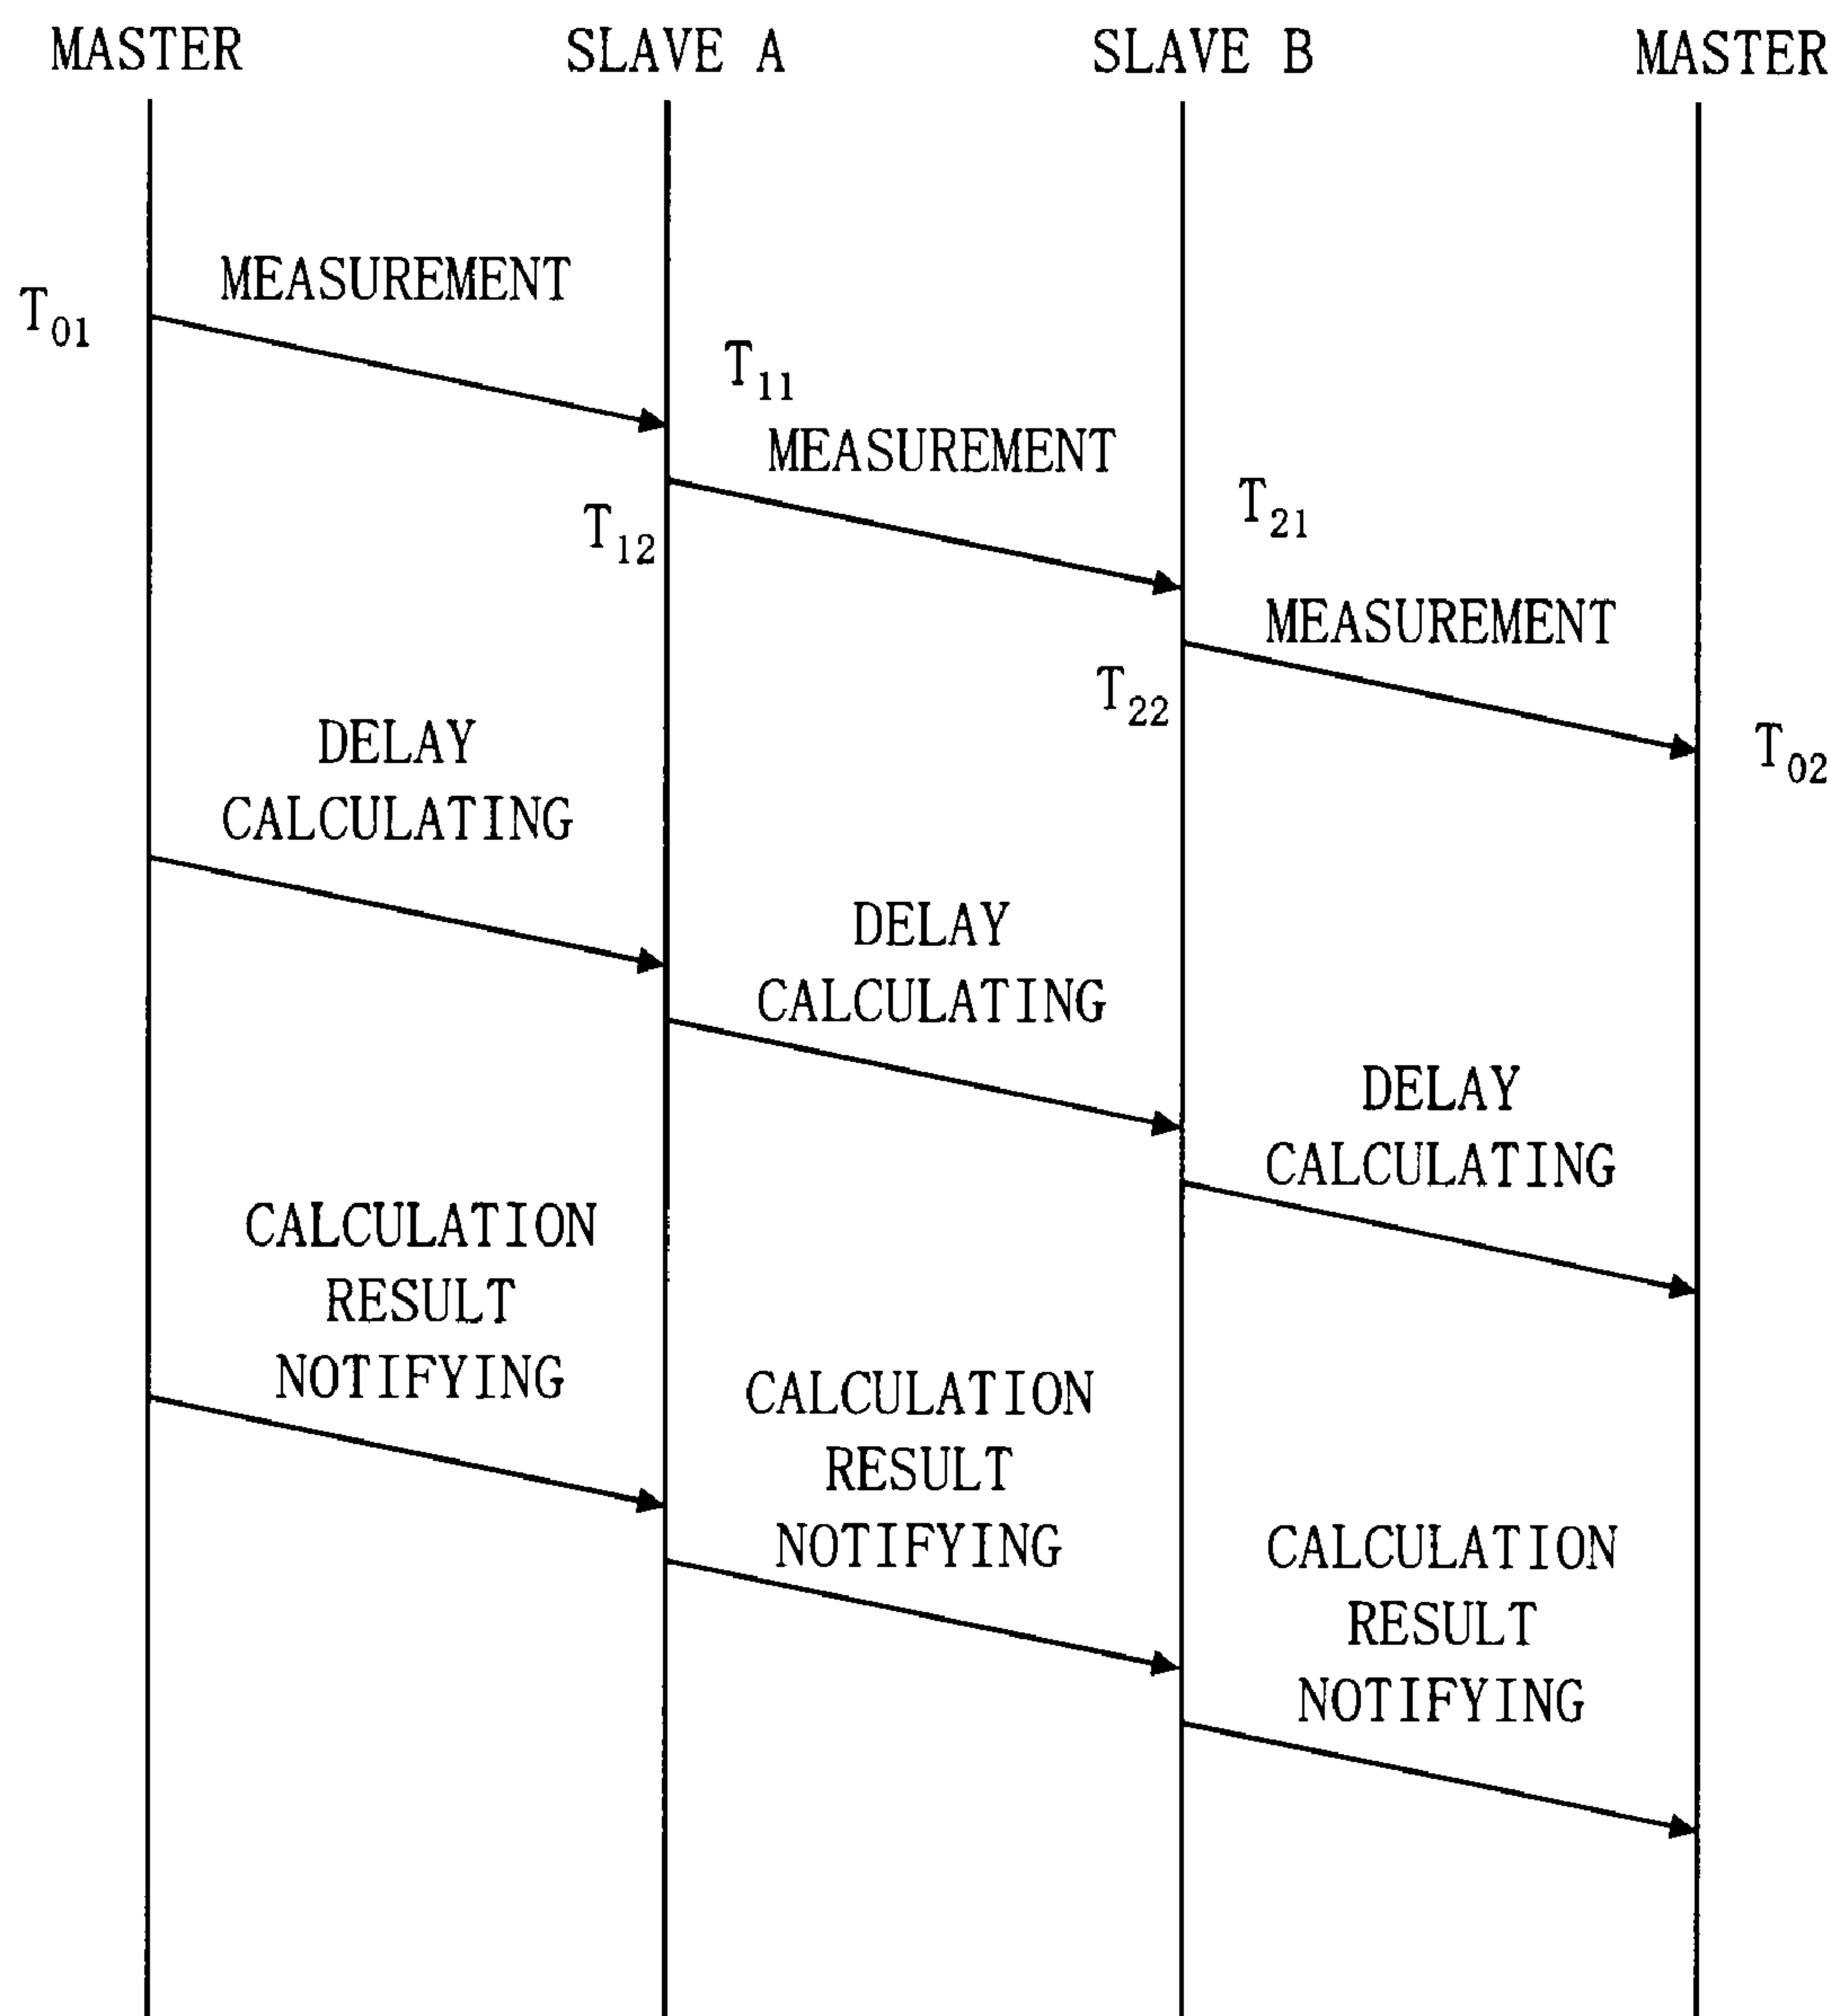 MASTER
SLAVE A
SLAVE B
MASTER
MEASUREMENT
T01
T11
MEASUREMENT
T12
T21
MEASUREMENT
T22
T02
DELAY
CALCULATING
DELAY
CALCULATING
DELAY
CALCULATING
CALCULATION
RESULT
NOTIFYING
CALCULATION
RESULT
NOTIFYING
CALCULATION
RESULT
NOTIFYING